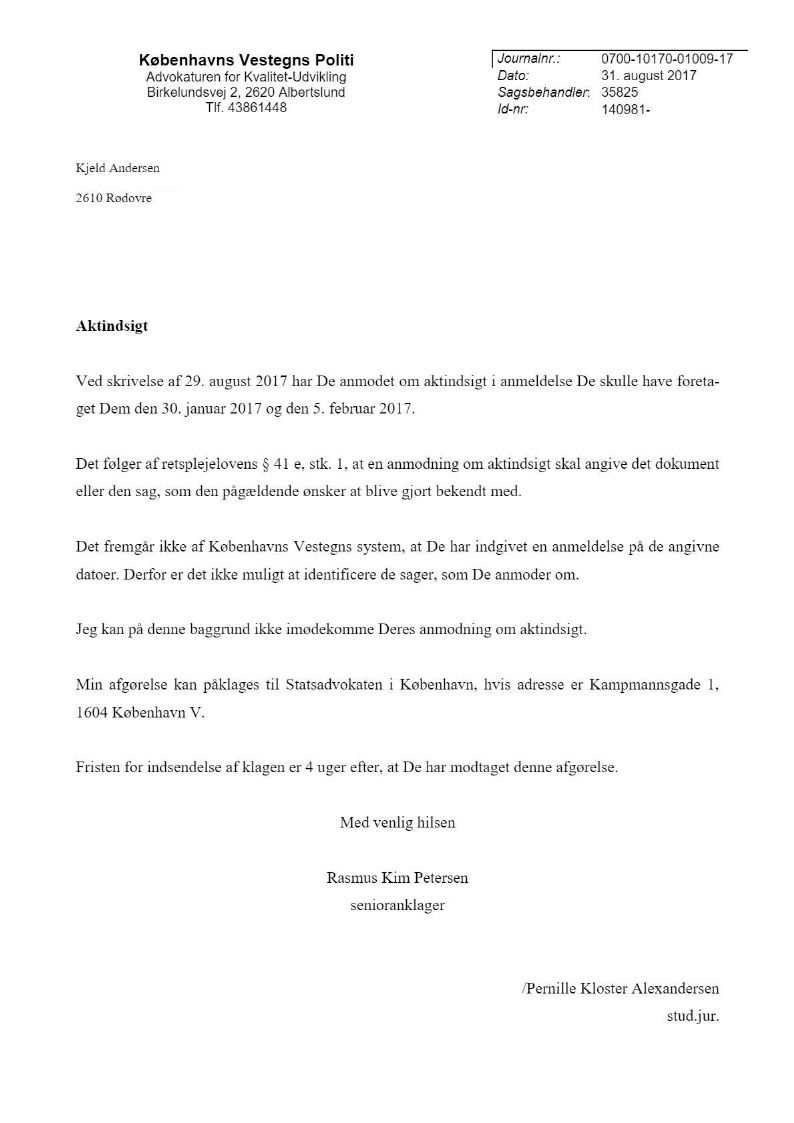 Københavns Vestegns Politi
Advokaturen for Kvalitet-Udvikling
Birkelundsvej 2, 2620 Albertslund
Tlf. 43861448
Journalnr.: 0700-10170-01009-17
Dato: 31. august 2017
Sagsbehandler: 35825
Id-nr: 140981-
Kjeld Andersen
2610 Rødovre
Aktindsigt
Ved skrivelse af 29. august 2017 har De anmodet om aktindsigt i anmeldelse De skulle have foreta-
get Dem den 30. januar 2017 og den 5. februar 2017.
Det følger af retsplejelovens § 41 e, stk. 1, at en anmodning om aktindsigt skal angive det dokument
eller den sag, som den pågældende ønsker at blive gjort bekendt med.
Det fremgår ikke af Københavns Vestegns system, at De har indgivet en anmeldelse på de angivne
datoer. Derfor er det ikke muligt at identificere de sager, som De anmoder om.
Jeg kan på denne baggrund ikke imødekomme Deres anmodning om aktindsigt.
Min afgørelse kan påklages til Statsadvokaten i København, hvis adresse er Kampmannsgade 1,
1604 København V.
Fristen for indsendelse af klagen er 4 uger efter, at De har modtaget denne afgørelse.
Med venlig hilsen
Rasmus Kim Petersen
senioranklager
/Pernille Kloster Alexandersen
stud.jur.